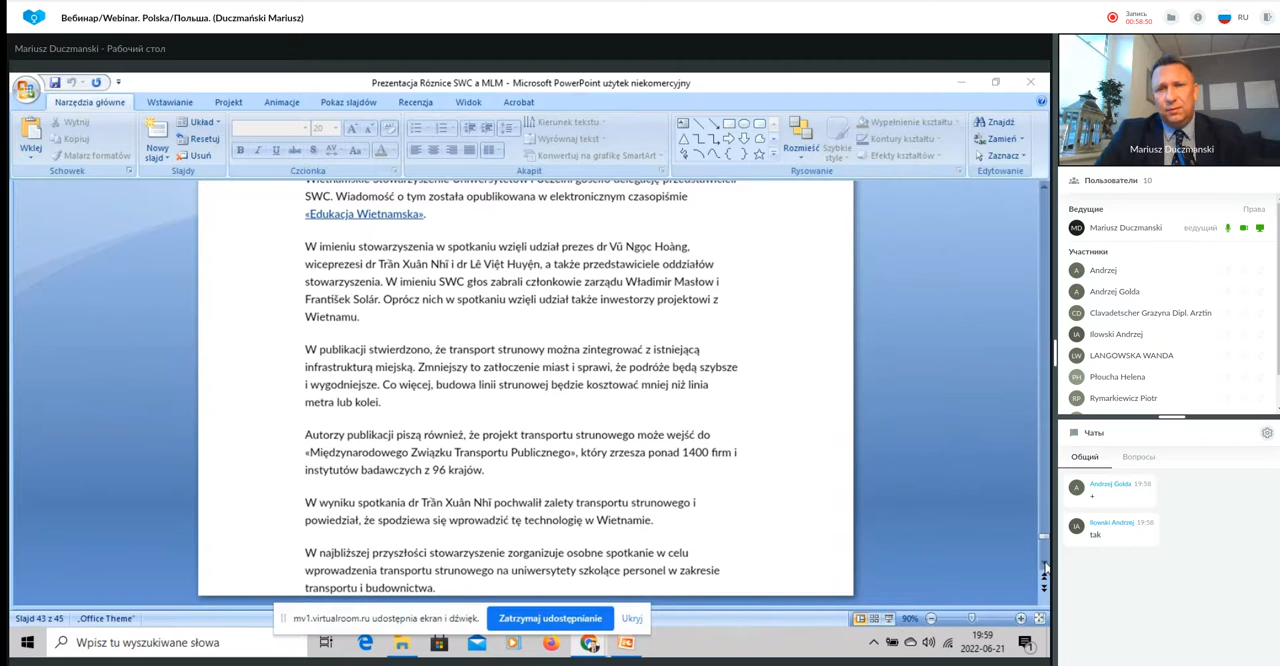 Вебинар/Webinar. Polska/Польша. (Duczmański Mariusz)
Запись
00:58:50
RU
Mariusz Duczmanski - Рабочий стол
Prezentacja Róznice SWC a MLM - Microsoft PowerPoint użytek niekomercyjny
Narzędzia główne
Wstawianie
Projekt
Animacje
Pokaz slajdów
Recenzja
Widok
Acrobat
Wklej
Wytnij
Kopiuj
Malarz formatów
Schowek
Nowy slajd
Układ
Resetuj
Usuń
Slajdy
20
Czcionka
Kierunek tekstu
Wyrównaj tekst
Konwertuj na grafikę SmartArt
Akapit
Rozmieść
Szybkie style
Wypełnienie kształtu
Kontury kształtu
Efekty kształtów
Rysowanie
Znajdź
Zamień
Zaznacz
Edytowanie
SWC. Wiadomość o tym została opublikowana w elektronicznym czasopiśmie
«Edukacja Wietnamska».
W imieniu stowarzyszenia w spotkaniu wzięli udział prezes dr Vũ Ngọc Hoàng,
wiceprezesi dr Trần Xuân Nhĩ i dr Lê Việt Huyện, a także przedstawiciele oddziałów
stowarzyszenia. W imieniu SWC głos zabrali członkowie zarządu Władimir Masłow i
František Solár. Oprócz nich w spotkaniu wzięli udział także inwestorzy projektowi z
Wietnamu.
W publikacji stwierdzono, że transport strunowy można zintegrować z istniejącą
infrastrukturą miejską. Zmniejszy to zatłoczenie miast i sprawi, że podróże będą szybsze
i wygodniejsze. Co więcej, budowa linii strunowej będzie kosztować mniej niż linia
metra lub kolei.
Autorzy publikacji piszą również, że projekt transportu strunowego może wejść do
«Międzynarodowego Związku Transportu Publicznego», który zrzesza ponad 1400 firm i
instytutów badawczych z 96 krajów.
W wyniku spotkania dr Trần Xuân Nhĩ pochwalił zalety transportu strunowego i
powiedział, że spodziewa się wprowadzić tę technologię w Wietnamie.
W najbliższej przyszłości stowarzyszenie zorganizuje osobne spotkanie w celu
wprowadzenia transportu strunowego na uniwersytety szkolące personel w zakresie
transportu i budownictwa.
Slajd 43 z 45
„Office Theme"
mv1.virtualroom.ru udostępnia ekran i dźwięk.
Zatrzymaj udostępnianie
Ukryj
90%
Wpisz tu wyszukiwane słowa
19:59
2022-06-21
Mariusz Duczmanski
Пользователи 10
Ведущие
Права
MD Mariusz Duczmanski ведущий
Участники
A Andrzej
A Andrzej Golda
CD Clavadetscher Grazyna Dipl. Arztin
IA Ilowski Andrzej
LW LANGOWSKA WANDA
PH Płoucha Helena
RP Rymarkiewicz Piotr
Чаты
Общий
Вопросы
A Andrzej Golda 19:58
+
IA Ilowski Andrzej 19:58
tak